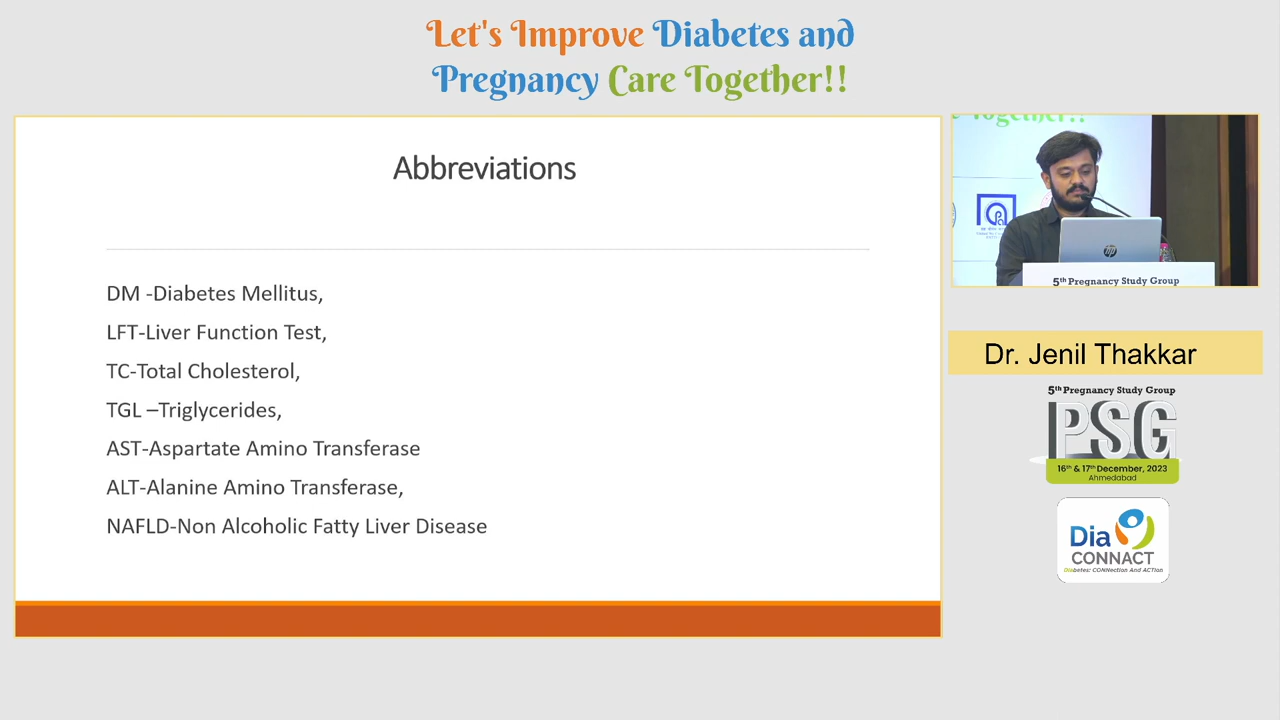 Let's Improve Diabetes and
Pregnancy Care Together!!
Abbreviations
DM -Diabetes Mellitus,
LFT-Liver Function Test,
TC-Total Cholesterol,
TGL –Triglycerides,
AST-Aspartate Amino Transferase
ALT-Alanine Amino Transferase,
NAFLD-Non Alcoholic Fatty Liver Disease
hp
5th Pregnancy Study Group
Dr. Jenil Thakkar
5th Pregnancy Study Group
PSG
16th & 17th December, 2023
Ahmedabad
Dia
CONNACT
Diabetes: CONNection And ACTion